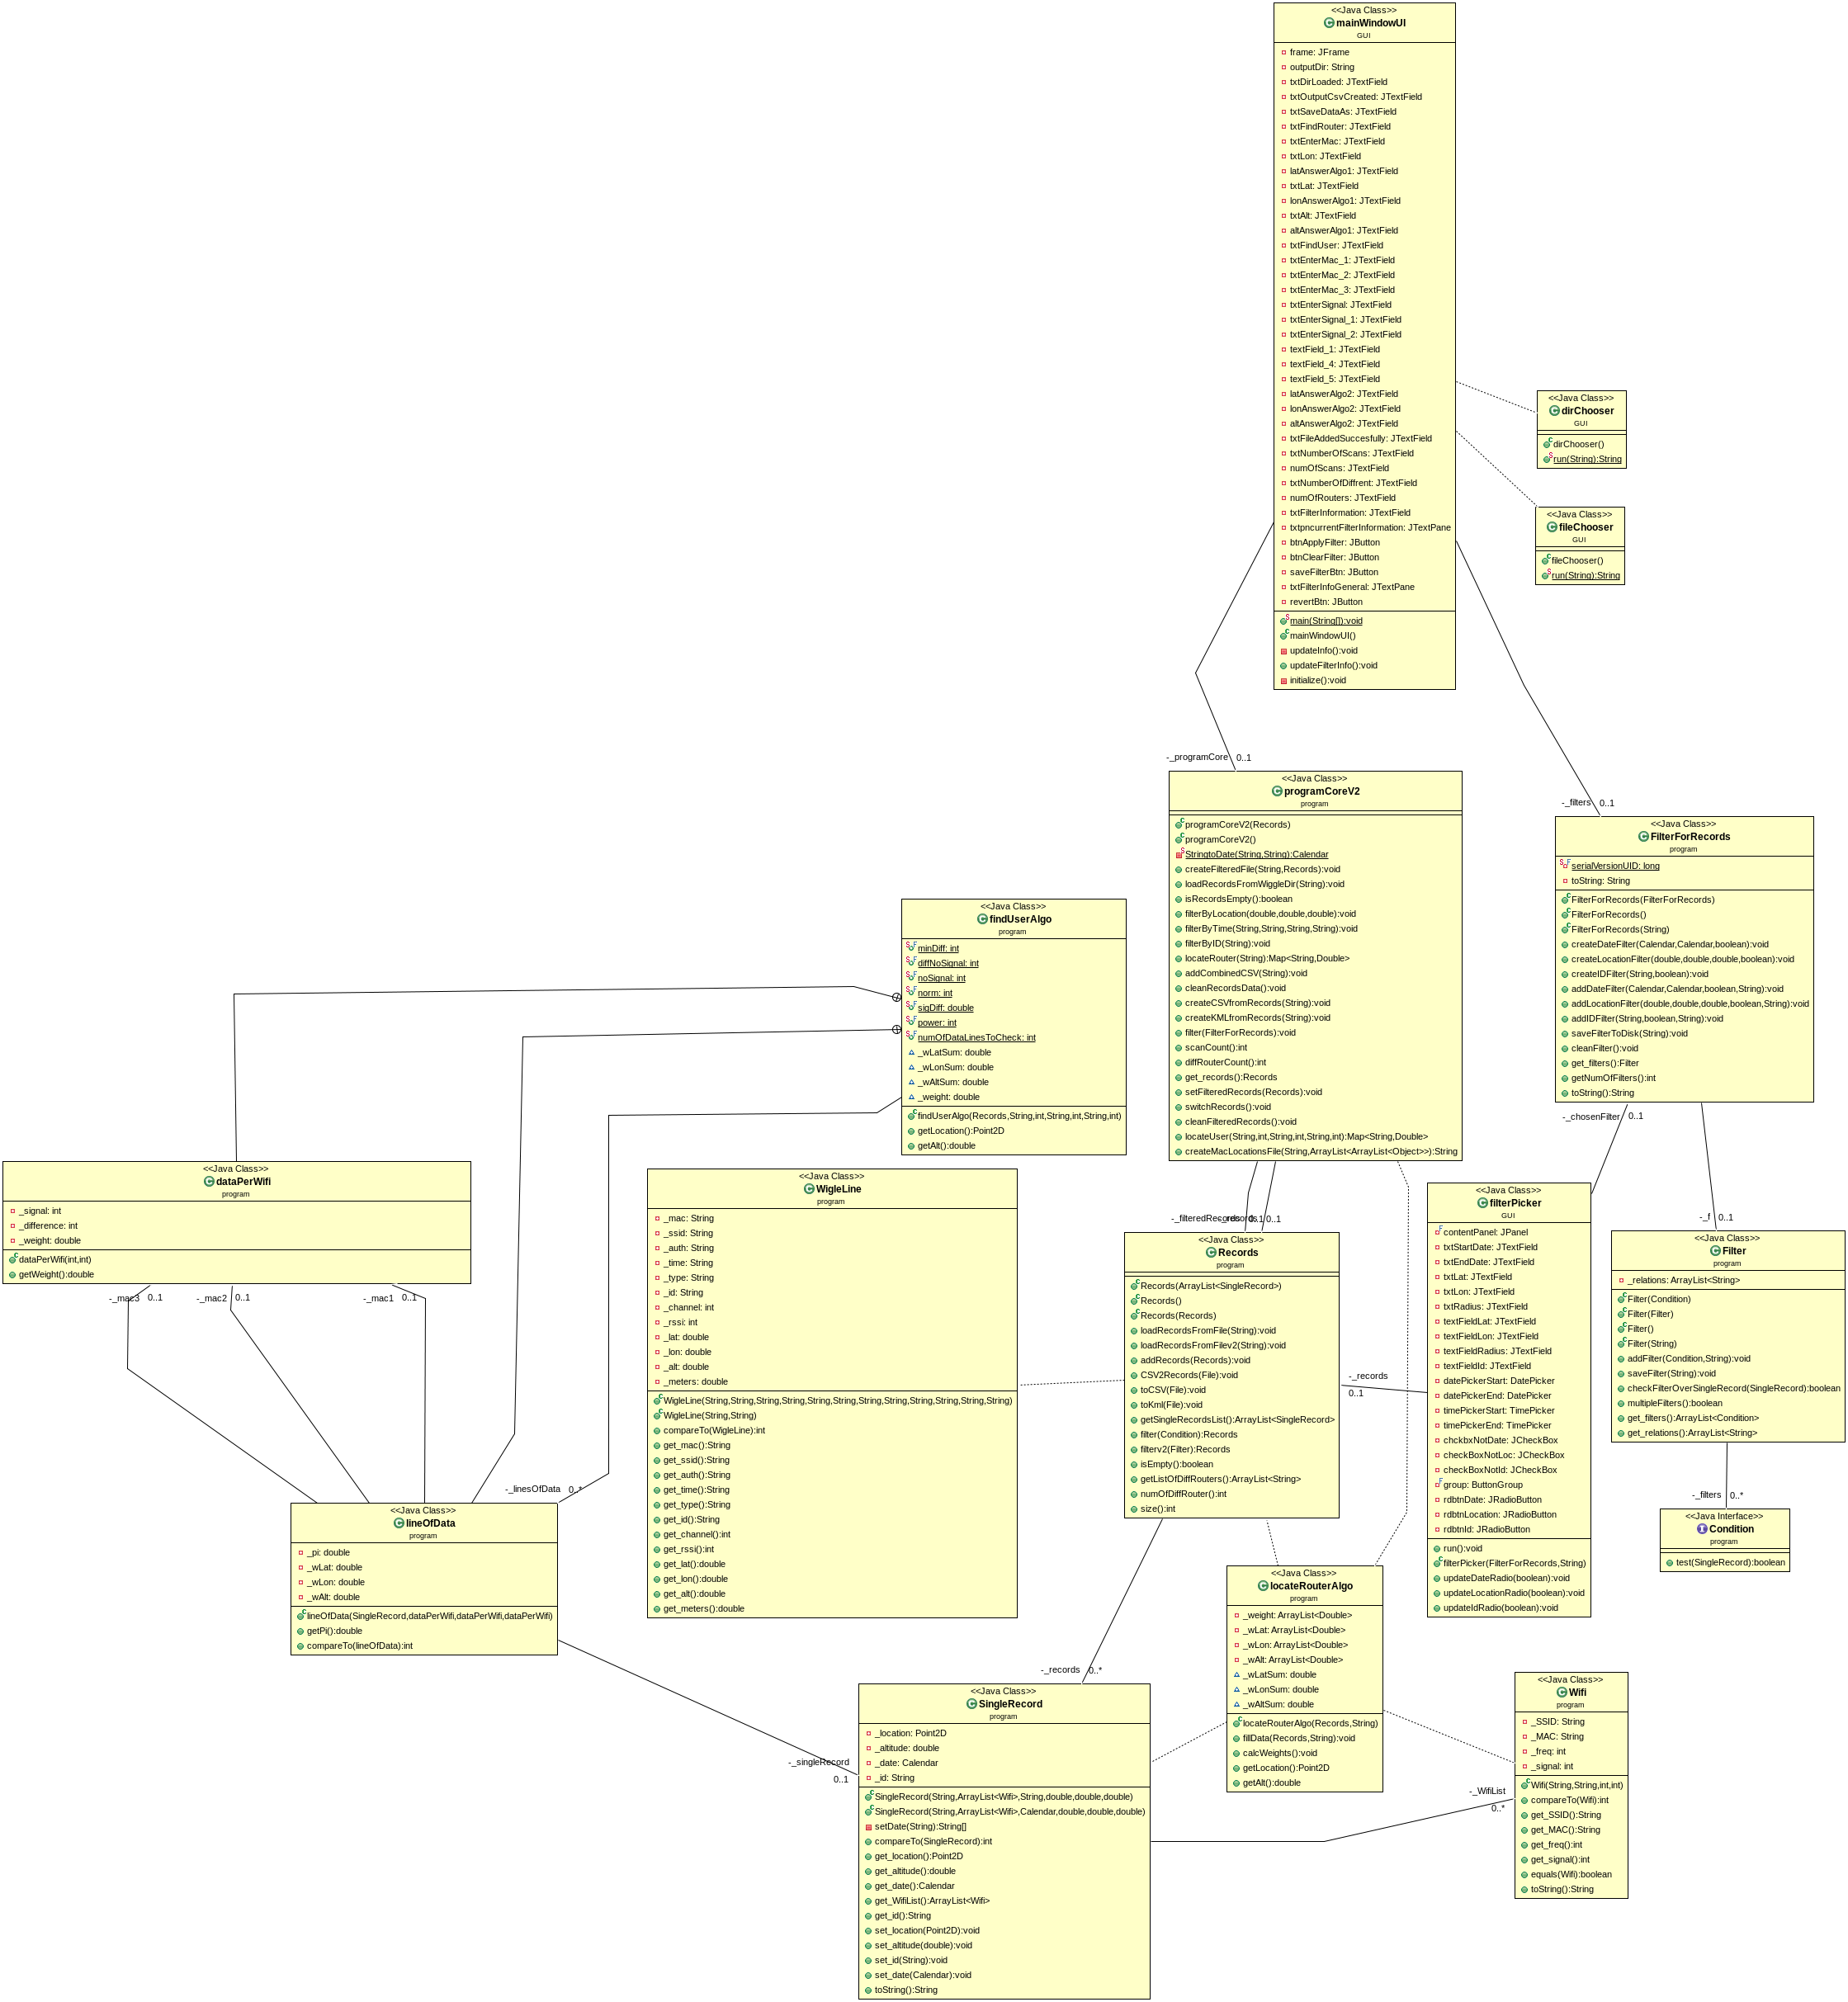 <<Java Class>>
mainWindowUI
GUI
frame: JFrame
outputDir: String
txtDirLoaded: JTextField
txtOutputCsvCreated: JTextField
txtSaveDataAs: JTextField
txtFindRouter: JTextField
txtEnterMac: JTextField
txtLon: JTextField
latAnswerAlgo1: JTextField
txtLat: JTextField
lonAnswerAlgo1: JTextField
txtAlt: JTextField
altAnswerAlgo1: JTextField
txtFindUser: JTextField
txtEnterMac_1: JTextField
txtEnterMac_2: JTextField
txtEnterMac_3: JTextField
txtEnterSignal: JTextField
txtEnterSignal_1: JTextField
txtEnterSignal_2: JTextField
textField_1: JTextField
textField_4: JTextField
textField_5: JTextField
latAnswerAlgo2: JTextField
lonAnswerAlgo2: JTextField
altAnswerAlgo2: JTextField
txtFileAddedSuccesfully: JTextField
txtNumberOfScans: JTextField
numOfScans: JTextField
txtNumberOfDiffrent: JTextField
numOfRouters: JTextField
txtFilterInformation: JTextField
txtpncurrentFilterInformation: JTextPane
btnApplyFilter: JButton
btnClearFilter: JButton
saveFilterBtn: JButton
txtFilterInfoGeneral: JTextPane
revertBtn: JButton
main(String[]):void
mainWindowUI()
updateInfo():void
updateFilterInfo():void
initialize():void
<<Java Class>>
dirChooser
GUI
dirChooser()
run(String):String
<<Java Class>>
fileChooser
GUI
fileChooser()
run(String):String
-_programCore 0..1
-_filters 0..1
<<Java Class>>
programCoreV2
program
programCoreV2(Records)
programCoreV2()
StringtoDate(String,String):Calendar
createFilteredFile(String,Records):void
loadRecordsFromWiggleDir(String):void
isRecordsEmpty():boolean
filterByLocation(double,double,double):void
filterByTime(String,String,String,String):void
filterByID(String):void
locateRouter(String):Map<String,Double>
addCombinedCSV(String):void
cleanRecordsData():void
createCSVfromRecords(String):void
createKMLfromRecords(String):void
filter(FilterForRecords):void
scanCount():int
diffRouterCount():int
get_records():Records
setFilteredRecords(Records):void
switchRecords():void
cleanFilteredRecords():void
locateUser(String,int,String,int,String,int):Map<String,Double>
createMacLocationsFile(String,ArrayList<ArrayList<Object>>):String
<<Java Class>>
FilterForRecords
program
serialVersionUID: long
toString: String
FilterForRecords(FilterForRecords)
FilterForRecords()
FilterForRecords(String)
createDateFilter(Calendar,Calendar,boolean):void
createLocationFilter(double,double,double,boolean):void
createIDFilter(String,boolean):void
addDateFilter(Calendar,Calendar,boolean,String):void
addLocationFilter(double,double,double,boolean,String):void
addIDFilter(String,boolean,String):void
saveFilterToDisk(String):void
cleanFilter():void
get_filters():Filter
getNumOfFilters():int
toString():String
<<Java Class>>
findUserAlgo
program
minDiff: int
diffNoSignal: int
noSignal: int
norm: int
sigDiff: double
power: int
numOfDataLinesToCheck: int
_wLatSum: double
_wLonSum: double
_wAltSum: double
_weight: double
findUserAlgo(Records,String,int,String,int,String,int)
getLocation():Point2D
getAlt():double
-_chosenFilter 0..1
<<Java Class>>
dataPerWifi
program
_signal: int
_difference: int
_weight: double
dataPerWifi(int,int)
getWeight():double
-_mac3 0..1
-_mac2 0..1
-_mac1 0..1
<<Java Class>>
WigleLine
program
_mac: String
_ssid: String
_auth: String
_time: String
_type: String
_id: String
_channel: int
_rssi: int
_lat: double
_lon: double
_alt: double
_meters: double
WigleLine(String,String,String,String,String,String,String,String,String,String,String)
WigleLine(String,String)
compareTo(WigleLine):int
get_mac():String
get_ssid():String
get_auth():String
get_time():String
get_type():String
get_id():String
get_channel():int
get_rssi():int
get_lat():double
get_lon():double
get_alt():double
get_meters():double
-_filteredRecords 0..1 0..1
<<Java Class>>
Records
program
Records(ArrayList<SingleRecord>)
Records()
Records(Records)
loadRecordsFromFile(String):void
loadRecordsFromFilev2(String):void
addRecords(Records):void
CSV2Records(File):void
toCSV(File):void
toKml(File):void
getSingleRecordsList():ArrayList<SingleRecord>
filter(Condition):Records
filterv2(Filter):Records
isEmpty():boolean
getListOfDiffRouters():ArrayList<String>
numOfDiffRouter():int
size():int
-_records
0..1
<<Java Class>>
filterPicker
GUI
contentPanel: JPanel
txtStartDate: JTextField
txtEndDate: JTextField
txtLat: JTextField
txtLon: JTextField
txtRadius: JTextField
textFieldLat: JTextField
textFieldLon: JTextField
textFieldRadius: JTextField
textFieldId: JTextField
datePickerStart: DatePicker
datePickerEnd: DatePicker
timePickerStart: TimePicker
timePickerEnd: TimePicker
chckbxNotDate: JCheckBox
checkBoxNotLoc: JCheckBox
checkBoxNotId: JCheckBox
group: ButtonGroup
rdbtnDate: JRadioButton
rdbtnLocation: JRadioButton
rdbtnId: JRadioButton
run():void
filterPicker(FilterForRecords,String)
updateDateRadio(boolean):void
updateLocationRadio(boolean):void
updateIdRadio(boolean):void
-_f 0..1
<<Java Class>>
Filter
program
_relations: ArrayList<String>
Filter(Condition)
Filter(Filter)
Filter()
Filter(String)
addFilter(Condition,String):void
saveFilter(String):void
checkFilterOverSingleRecord(SingleRecord):boolean
multipleFilters():boolean
get_filters():ArrayList<Condition>
get_relations():ArrayList<String>
-_filters 0..*
<<Java Interface>>
Condition
program
test(SingleRecord):boolean
-_linesOfData 0..*
<<Java Class>>
lineOfData
program
_pi: double
_wLat: double
_wLon: double
_wAlt: double
lineOfData(SingleRecord,dataPerWifi,dataPerWifi,dataPerWifi)
getPi():double
compareTo(lineOfData):int
<<Java Class>>
locateRouterAlgo
program
_weight: ArrayList<Double>
_wLat: ArrayList<Double>
_wLon: ArrayList<Double>
_wAlt: ArrayList<Double>
_wLatSum: double
_wLonSum: double
_wAltSum: double
locateRouterAlgo(Records,String)
fillData(Records,String):void
calcWeights():void
getLocation():Point2D
getAlt():double
-_records 0..*
-_singleRecord
0..1
<<Java Class>>
SingleRecord
program
_location: Point2D
_altitude: double
_date: Calendar
_id: String
SingleRecord(String,ArrayList<Wifi>,String,double,double,double)
SingleRecord(String,ArrayList<Wifi>,Calendar,double,double,double)
setDate(String):String[]
compareTo(SingleRecord):int
get_location():Point2D
get_altitude():double
get_date():Calendar
get_WifiList():ArrayList<Wifi>
get_id():String
set_location(Point2D):void
set_altitude(double):void
set_id(String):void
set_date(Calendar):void
toString():String
-_WifiList
0..*
<<Java Class>>
Wifi
program
_SSID: String
_MAC: String
_freq: int
_signal: int
Wifi(String,String,int,int)
compareTo(Wifi):int
get_SSID():String
get_MAC():String
get_freq():int
get_signal():int
equals(Wifi):boolean
toString():String